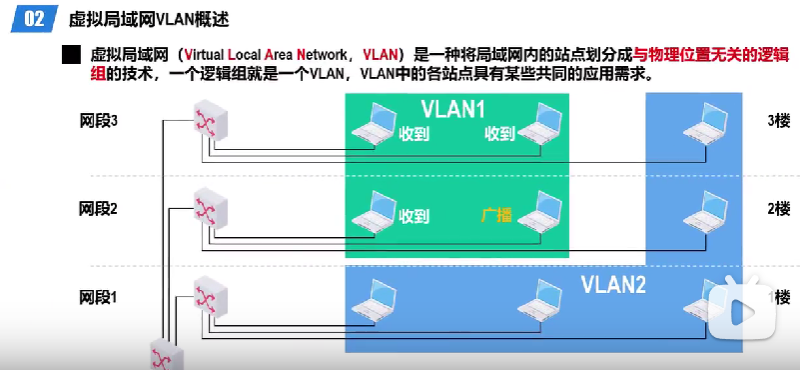 02 虚拟局域网VLAN概述
虚拟局域网（Virtual Local Area Network，VLAN）是一种将局域网内的站点划分成与物理位置无关的逻辑
组的技术，一个逻辑组就是一个VLAN，VLAN中的各站点具有某些共同的应用需求。
VLAN1
网段3 收到 收到 3楼
网段2 收到 广播 2楼
VLAN2
网段1 1楼